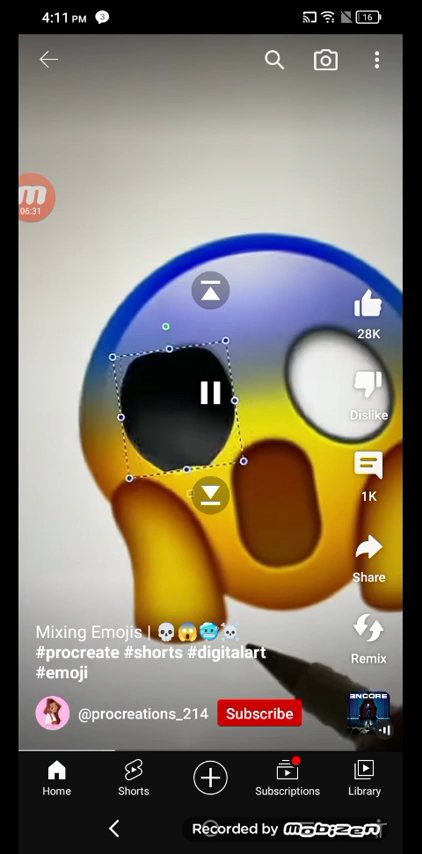 4:11 PM 3
16
06:31
28K
Dislike
1K
Share
Mixing Emojis | 💀😱🥶☠️
#procreate #shorts #digitalart
#emoji
Remix
@procreations_214 Subscribe
ENCORE
Home Shorts Subscriptions Library
Recorded by mobizen